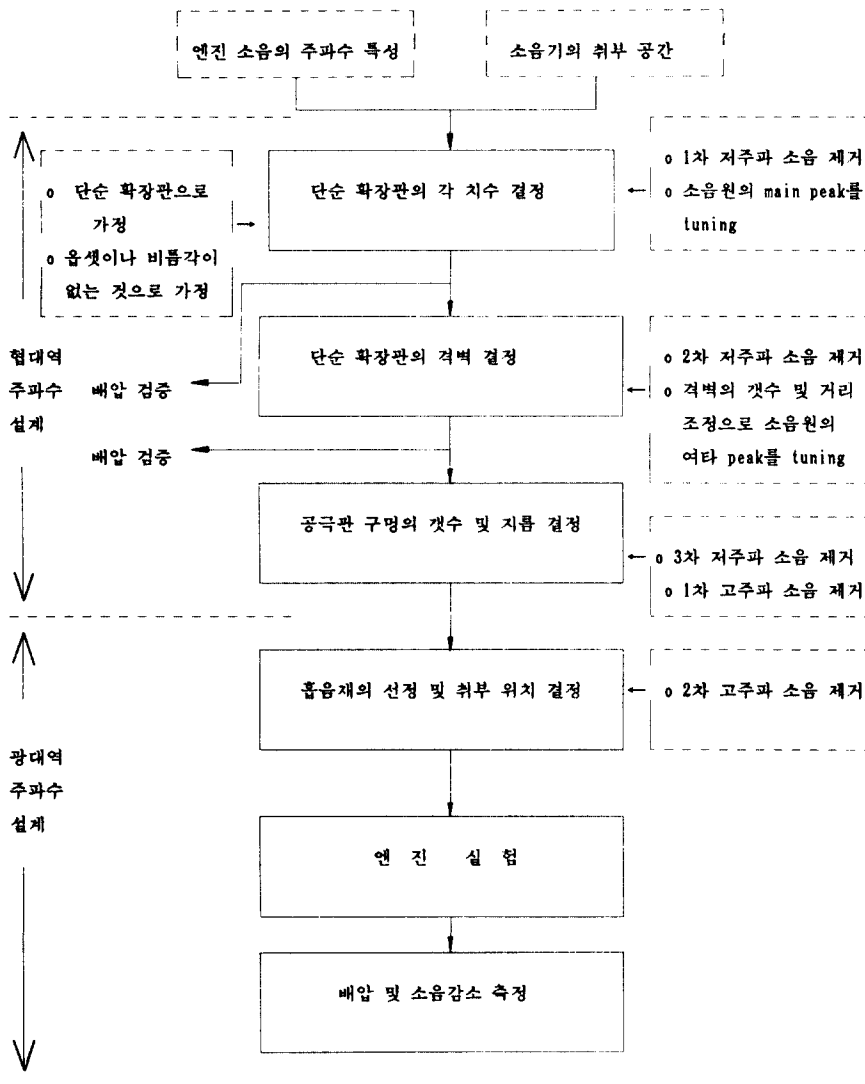 엔진 소음의 주파수 특성
소음기의 취부 공간
o 단순 확장관으로
가정
o 옵셋이나 비틈각이
없는 것으로 가정
단순 확장관의 각 치수 결정
o 1차 저주파 소음 제거
o 소음원의 main peak를
tuning
협대역
주파수
설계
배압 검증
단순 확장관의 격벽 결정
o 2차 저주파 소음 제거
o 격벽의 갯수 및 거리
조정으로 소음원의
여타 peak를 tuning
배압 검증
공극관 구멍의 갯수 및 지름 결정
o 3차 저주파 소음 제거
o 1차 고주파 소음 제거
광대역
주파수
설계
흡음재의 선정 및 취부 위치 결정
o 2차 고주파 소음 제거
엔 진 실 험
배압 및 소음감소 측정